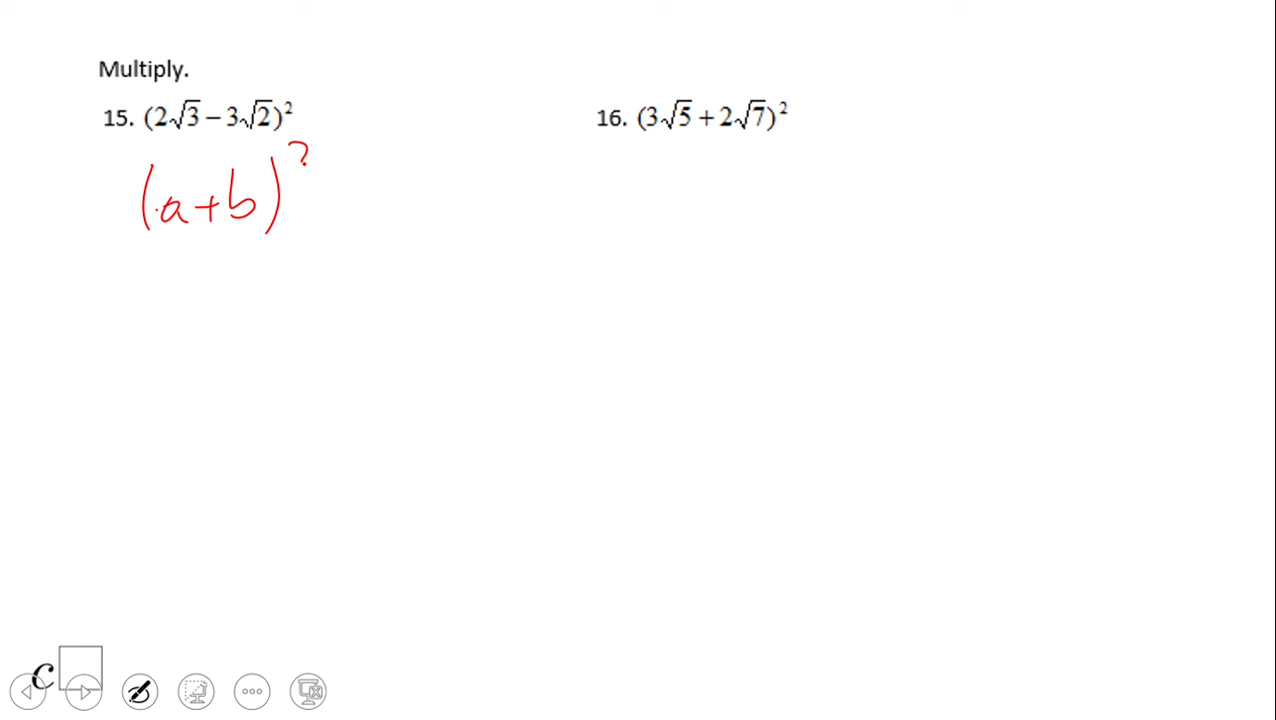 Multiply.
15. (2√3 − 3√2)²
16. (3√5 + 2√7)²
(a+b)²
c